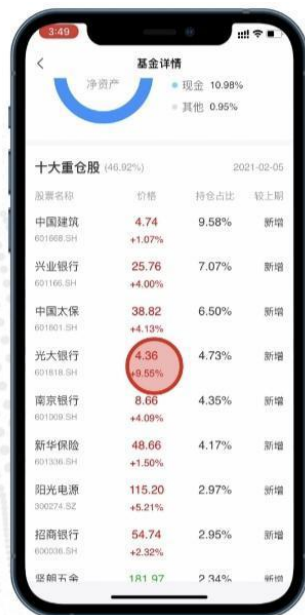 3:49
基金详情
净资产
现金 10.98%
其他 0.95%
十大重仓股 (46.92%) 2021-02-05
股票名称 价格 持仓占比 较上期
中国建筑 4.74 9.58% 新增
601668.SH +1.07%
兴业银行 25.76 7.07% 新增
601166.SH +4.00%
中国太保 38.82 6.50% 新增
601601.SH +4.13%
光大银行 4.36 4.73% 新增
601818.SH +9.55%
南京银行 8.66 4.35% 新增
601009.SH +4.09%
新华保险 48.66 4.17% 新增
601336.SH +1.50%
阳光电源 115.20 2.97% 新增
300274.SZ +5.21%
招商银行 54.74 2.95% 新增
600036.SH +2.32%
坚朗五金 181.97 2.34% 新增